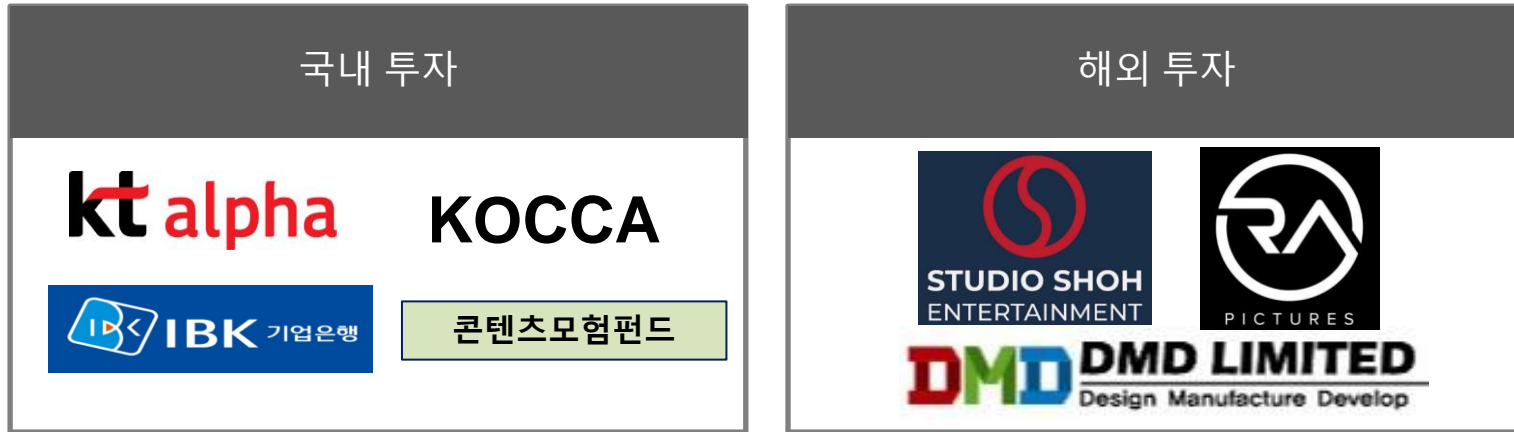 국내 투자
kt alpha
KOCCA
IBK 기업은행
콘텐츠모험펀드
해외 투자
STUDIO SHOH
ENTERTAINMENT
RA
PICTURES
DMD DMD LIMITED
Design Manufacture Develop